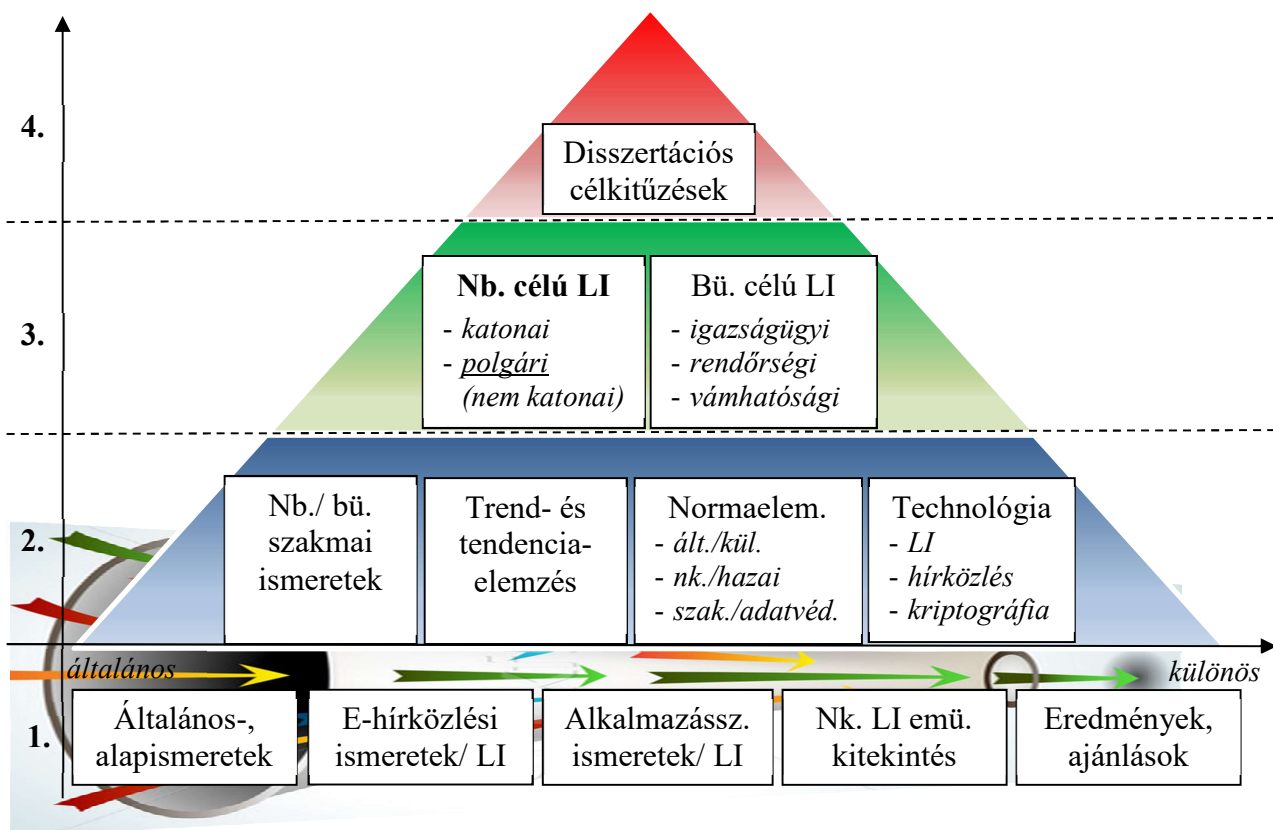 4.
Disszertációs
célkitűzések
3.
Nb. célú LI
- katonai
- polgári
(nem katonai)
Bü. célú LI
- igazságügyi
- rendőrségi
- vámhatósági
2.
Nb./ bü.
szakmai
ismeretek
Trend- és
tendencia-
elemzés
Normaelem.
- ált./kül.
- nk./hazai
- szak./adatvéd.
Technológia
- LI
- hírközlés
- kriptográfia
általános
különös
1.
Általános-,
alapismeretek
E-hírközlési
ismeretek/ LI
Alkalmazássz.
ismeretek/ LI
Nk. LI emü.
kitekintés
Eredmények,
ajánlások